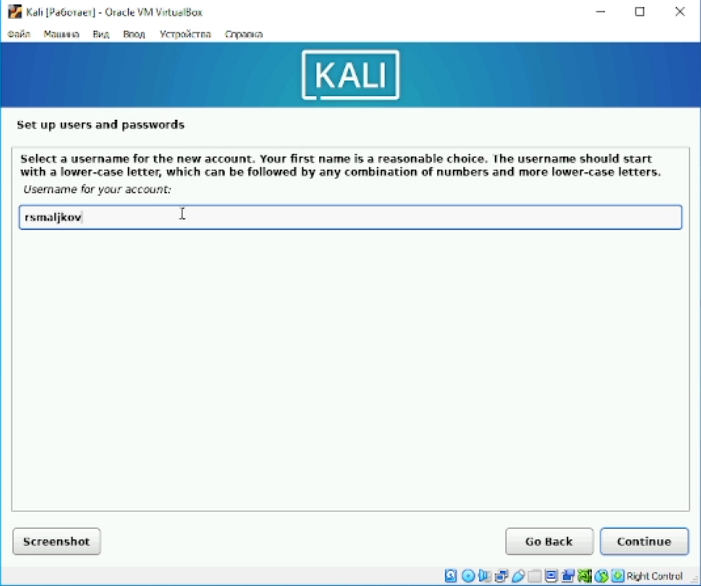 Kali [Работает] - Oracle VM VirtualBox
Файл Машина Вид Ввод Устройства Справка
KALI
Set up users and passwords
Select a username for the new account. Your first name is a reasonable choice. The username should start
with a lower-case letter, which can be followed by any combination of numbers and more lower-case letters.
Username for your account:
rsmaljkov
Screenshot Go Back Continue
Right Control